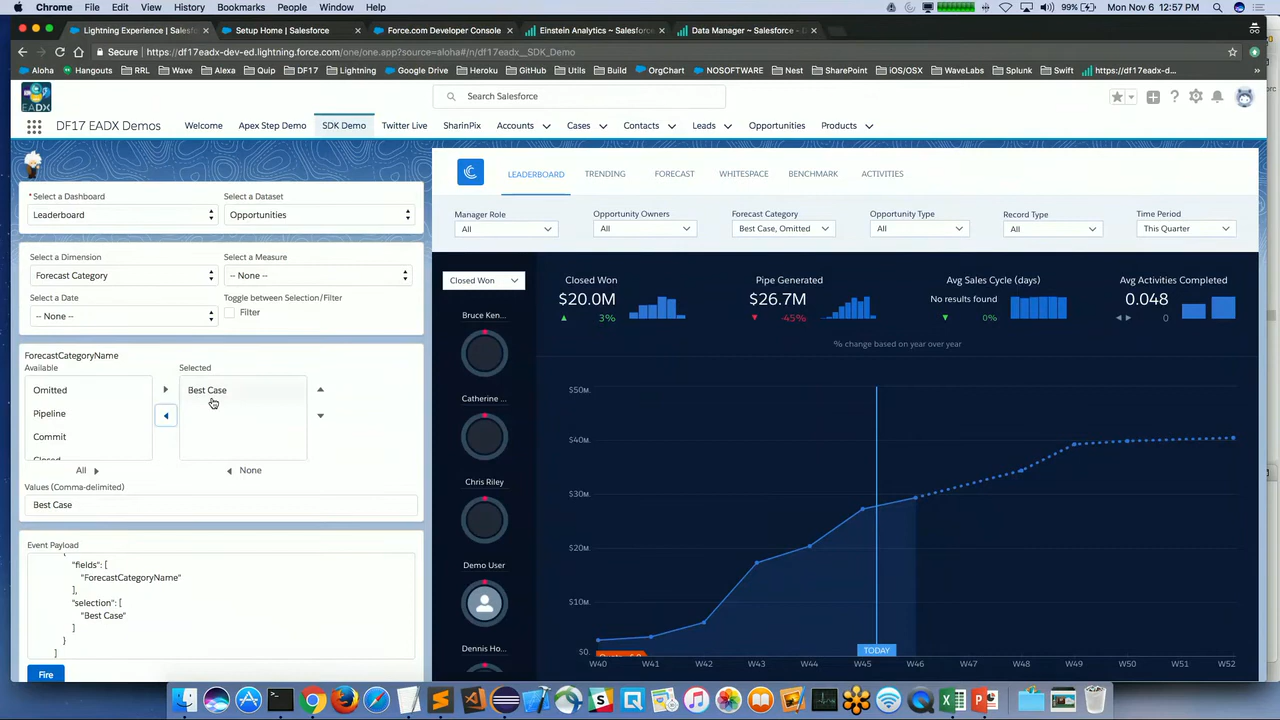 Chrome File Edit View History Bookmarks People Window Help 99% Mon Nov 6 12:57 PM
Lightning Experience | Salesf Setup Home | Salesforce Force.com Developer Console Einstein Analytics ~ Salesforc Data Manager ~ Salesforce -
Secure https://df17eadx-dev-ed.lightning.force.com/one/one.app?source=aloha#/n/df17eadx__SDK_Demo
Aloha Hangouts RRL Wave Alexa Quip DF17 Lightning Google Drive Heroku GitHub Utils Build OrgChart NOSOFTWARE Nest SharePoint iOS/OSX WaveLabs Splunk Swift https://df17eadx-d... »
EADX
Search Salesforce
DF17 EADX Demos Welcome Apex Step Demo SDK Demo Twitter Live SharinPix Accounts Cases Contacts Leads Opportunities Products
* Select a Dashboard Select a Dataset
Leaderboard Opportunities
Select a Dimension Select a Measure
Forecast Category -- None --
Select a Date Toggle between Selection/Filter
-- None -- Filter
ForecastCategoryName
Available Selected
Omitted Best Case
Pipeline
Commit
Closed
All None
Values (Comma-delimited)
Best Case
Event Payload
{
"fields": [
"ForecastCategoryName"
],
"selection": [
"Best Case"
]
}
]
Fire
LEADERBOARD TRENDING FORECAST WHITESPACE BENCHMARK ACTIVITIES
Manager Role Opportunity Owners Forecast Category Opportunity Type Record Type Time Period
All All Best Case, Omitted All All This Quarter
Closed Won
Closed Won Pipe Generated Avg Sales Cycle (days) Avg Activities Completed
$20.0M $26.7M No results found 0.048
3% -45% 0% 0
% change based on year over year
Bruce Ken...
Catherine ...
Chris Riley
Demo User
Dennis Ho...
$50M.
$40M.
$30M.
$20M.
$10M.
$0.
TODAY
W40 W41 W42 W43 W44 W45 W46 W47 W48 W49 W50 W51 W52